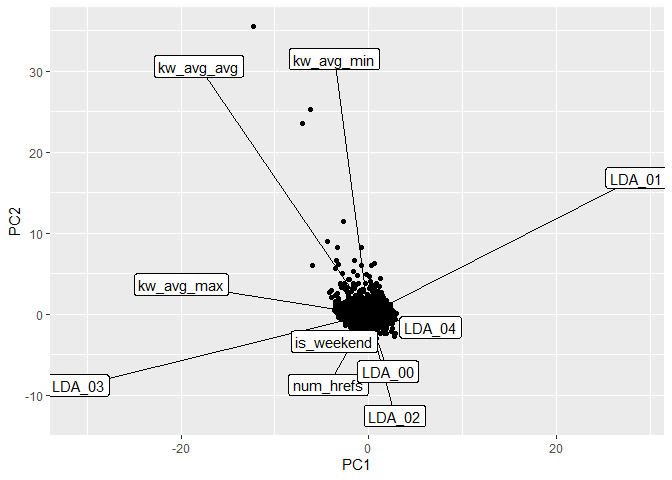 kw_avg_avg
kw_avg_min
LDA_01
kw_avg_max
LDA_04
is_weekend
LDA_00
LDA_03
num_hrefs
LDA_02
30
20
10
0
-10
PC2
-20
0
20
PC1